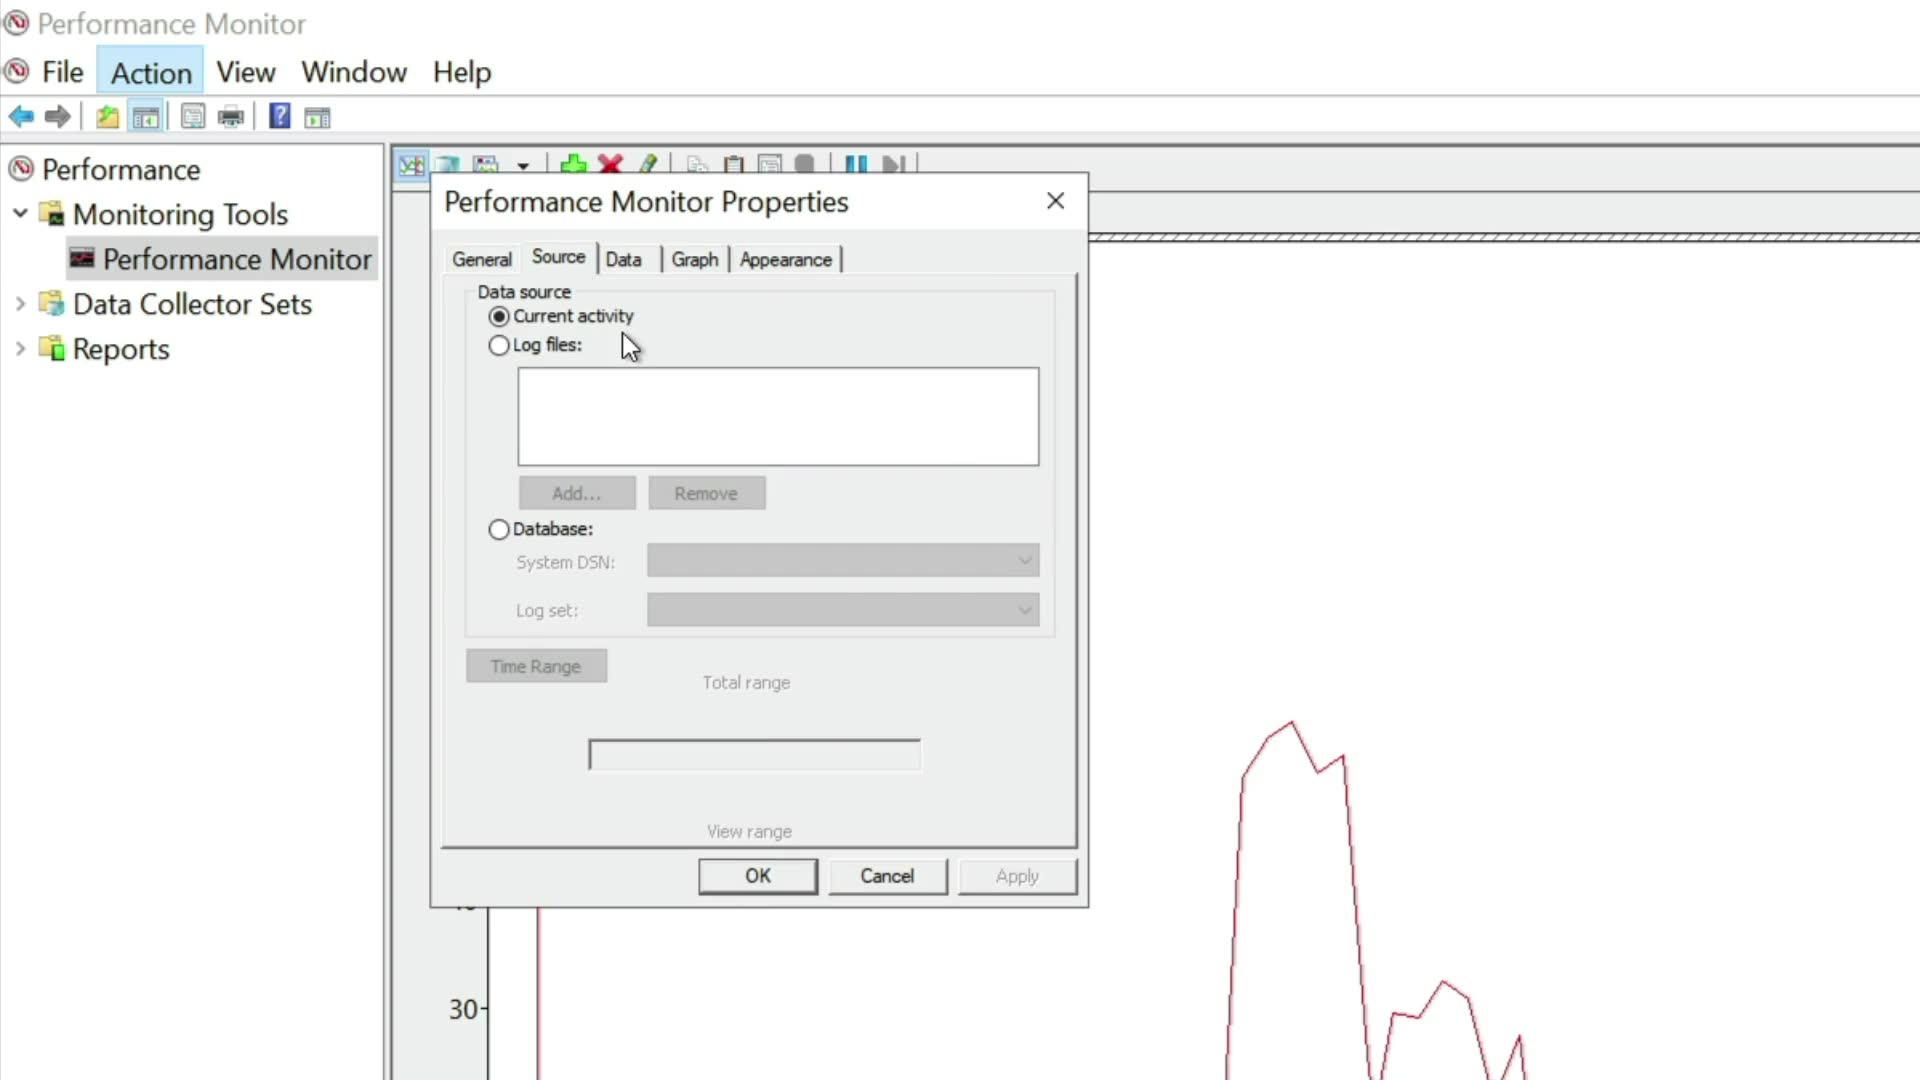 Performance Monitor
File Action View Window Help
Performance
Monitoring Tools
Performance Monitor
Data Collector Sets
Reports
Performance Monitor Properties
General Source Data Graph Appearance
Data source
Current activity
Log files:
Add... Remove
Database:
System DSN:
Log set:
Time Range
Total range
View range
OK Cancel Apply
30